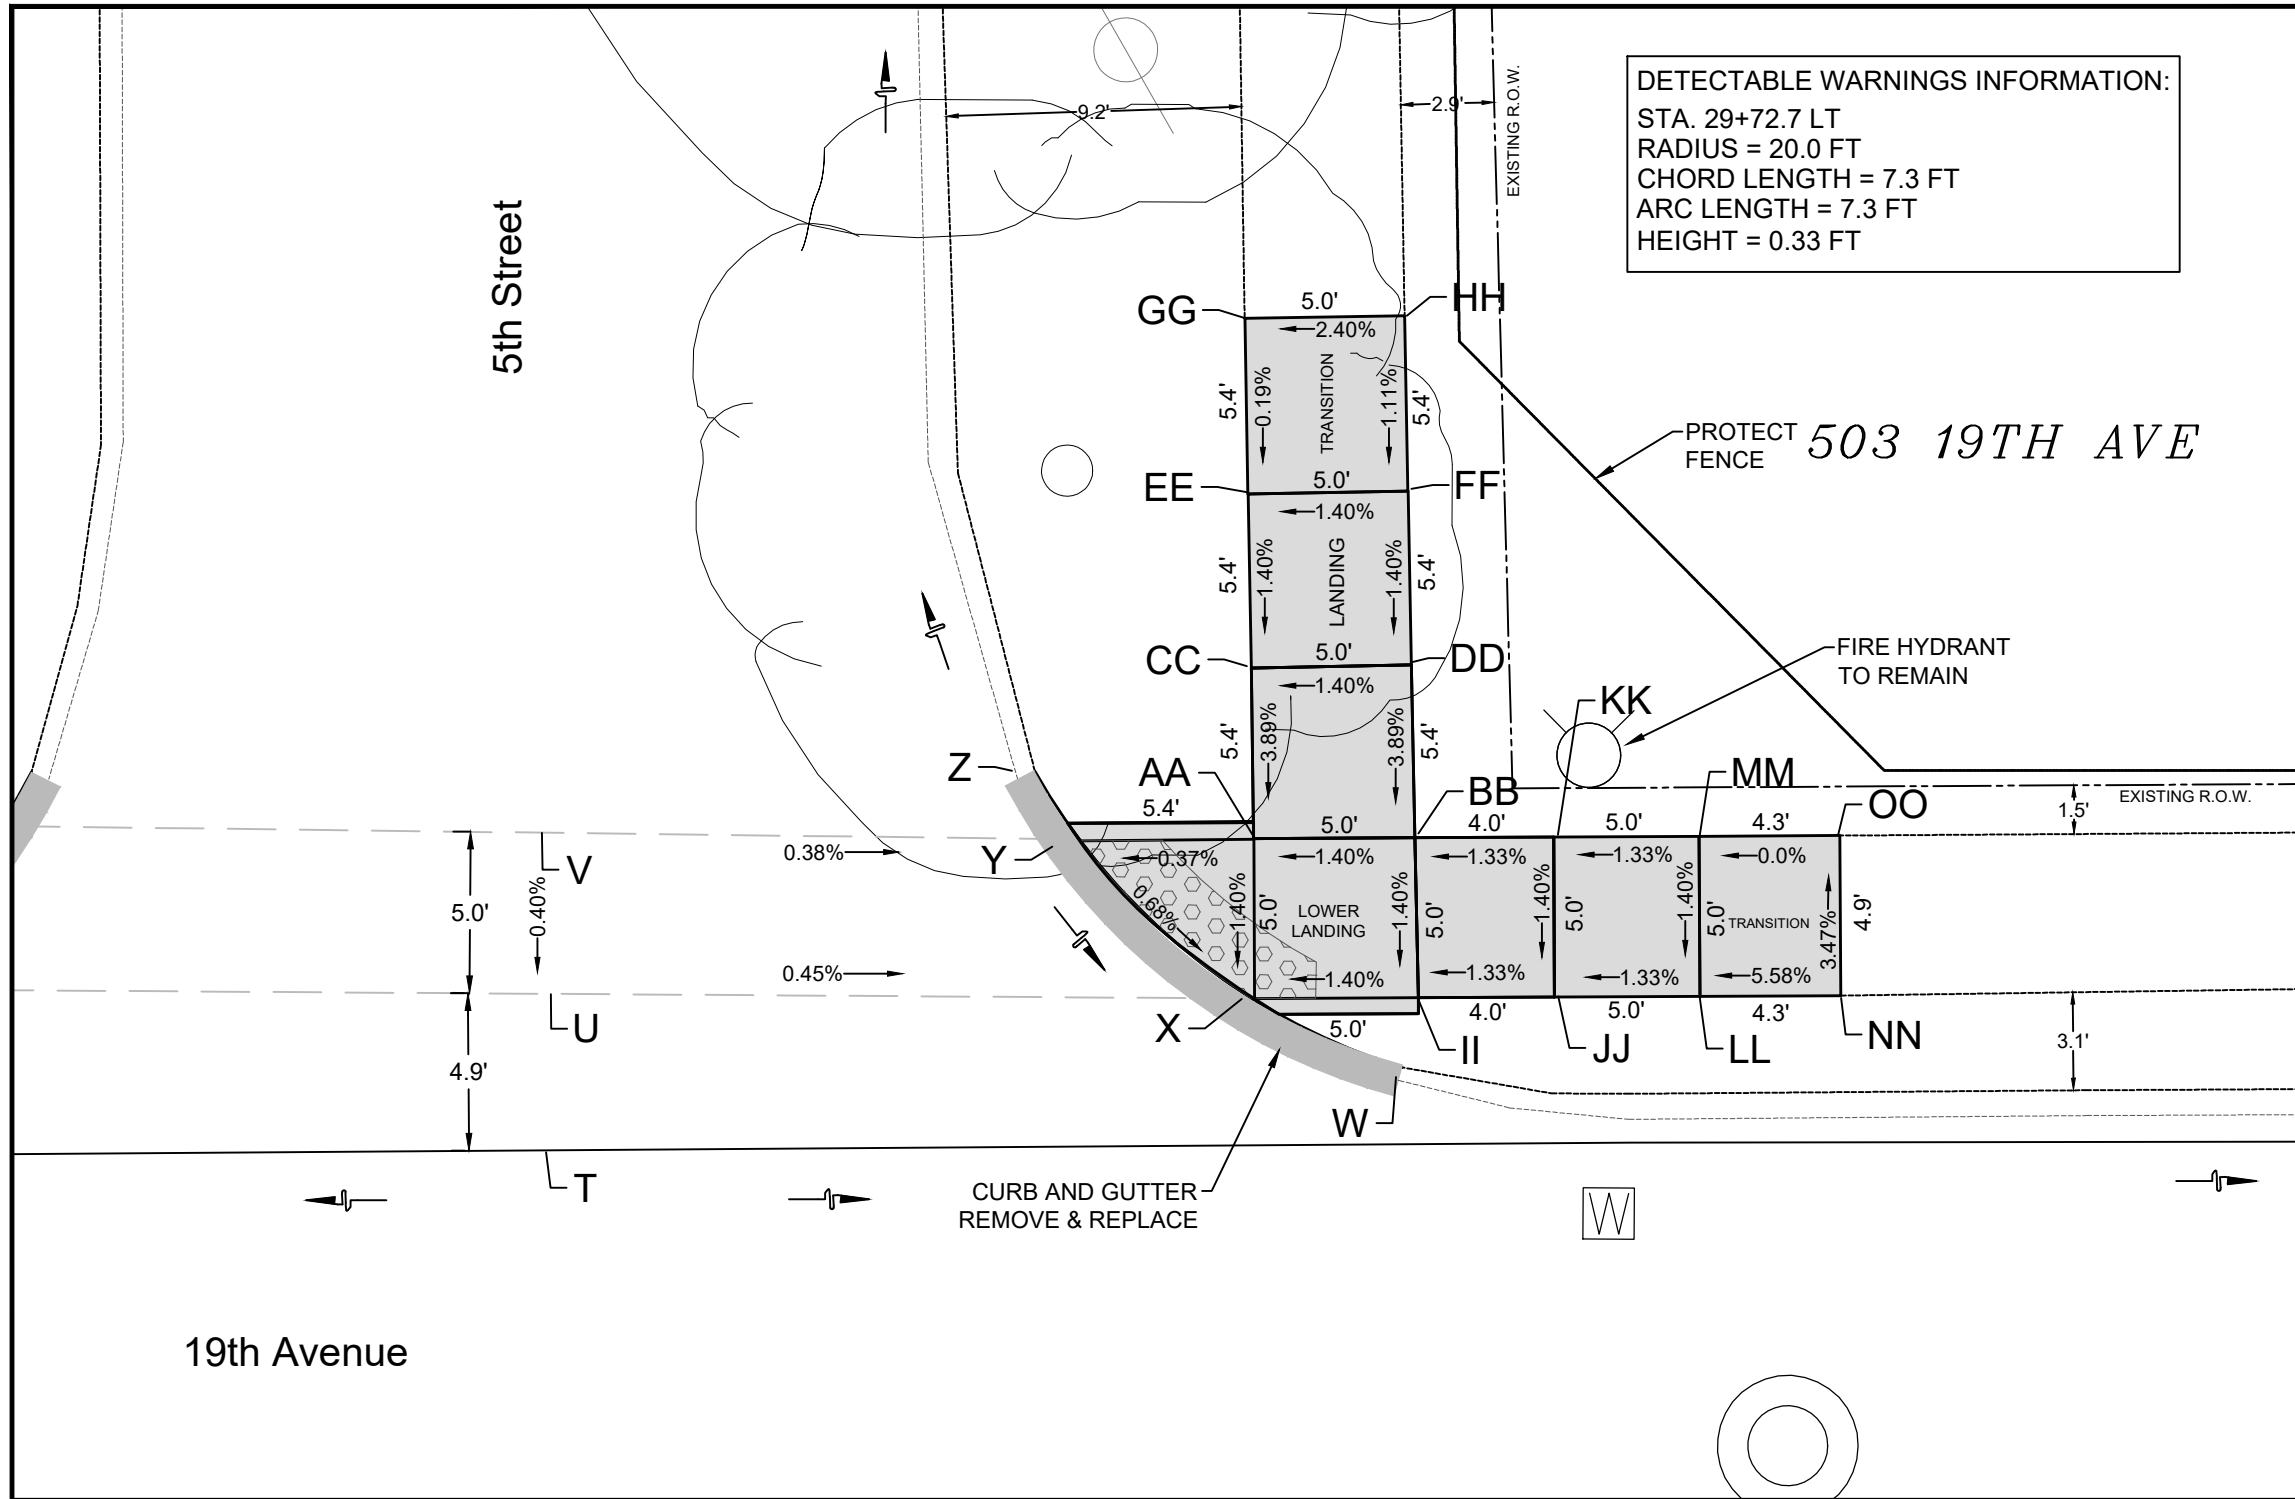 DETECTABLE WARNINGS INFORMATION:
STA. 29+72.7 LT
RADIUS = 20.0 FT
CHORD LENGTH = 7.3 FT
ARC LENGTH = 7.3 FT
HEIGHT = 0.33 FT
9.2'
2.9'
EXISTING R.O.W.
5th Street
GG
5.0'
HH
2.40%
5.4'
0.19%
TRANSITION
1.11%
5.4'
PROTECT
FENCE
503 19TH AVE
EE
5.0'
FF
1.40%
5.4'
1.40%
LANDING
1.40%
5.4'
CC
5.0'
DD
1.40%
FIRE HYDRANT
TO REMAIN
KK
5.4'
3.89%
3.89%
5.4'
Z
AA
BB
MM
OO
EXISTING R.O.W.
1.5'
5.4'
5.0'
4.0'
5.0'
4.3'
Y
V
0.38%
0.37%
1.40%
1.33%
1.33%
0.0%
5.0'
0.40%
0.68%
1.40%
5.0'
LOWER
LANDING
1.40%
5.0'
1.40%
5.0'
1.40%
5.0'
TRANSITION
3.47%
4.9'
0.45%
1.40%
1.33%
1.33%
5.58%
U
X
5.0'
4.0'
5.0'
4.3'
II
JJ
LL
NN
3.1'
4.9'
W
T
CURB AND GUTTER
REMOVE & REPLACE
W
19th Avenue